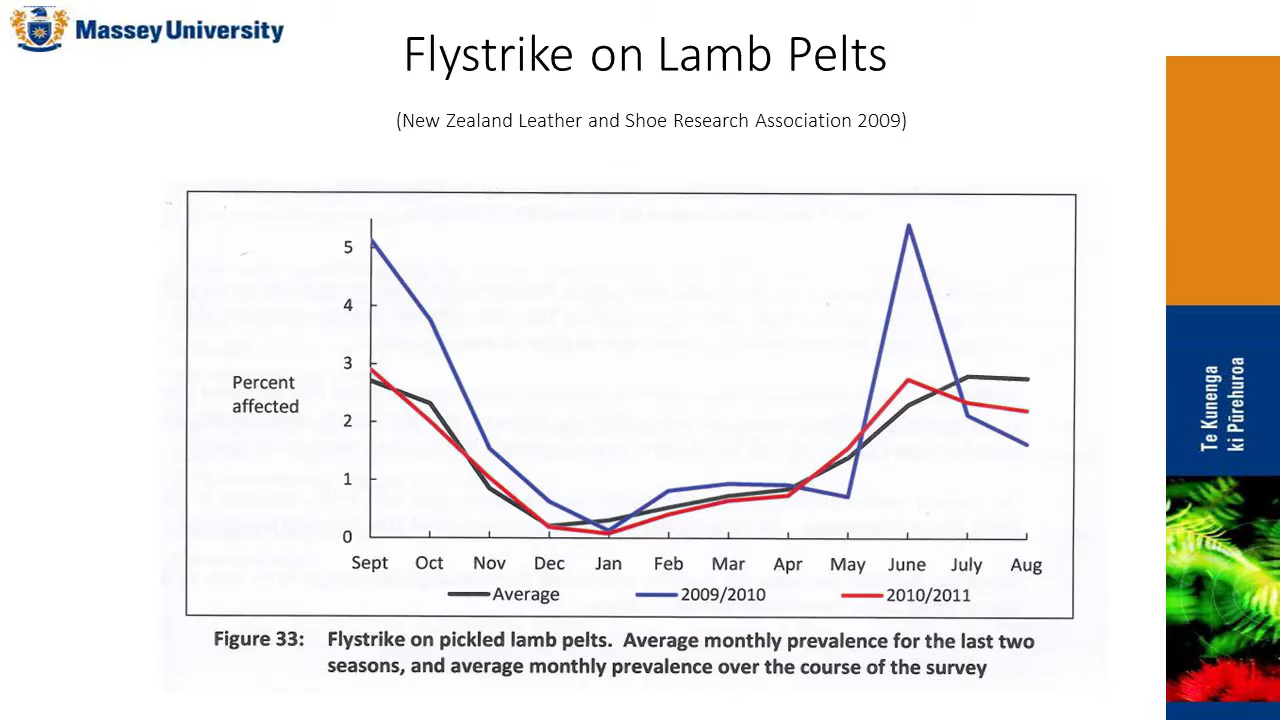 Massey University
Flystrike on Lamb Pelts
(New Zealand Leather and Shoe Research Association 2009)
5
4
3
2
1
0
Percent
affected
Sept Oct Nov Dec Jan Feb Mar Apr May June July Aug
Average 2009/2010 2010/2011
Figure 33: Flystrike on pickled lamb pelts. Average monthly prevalence for the last two
seasons, and average monthly prevalence over the course of the survey
Te Kunenga
ki Pūrehuroa